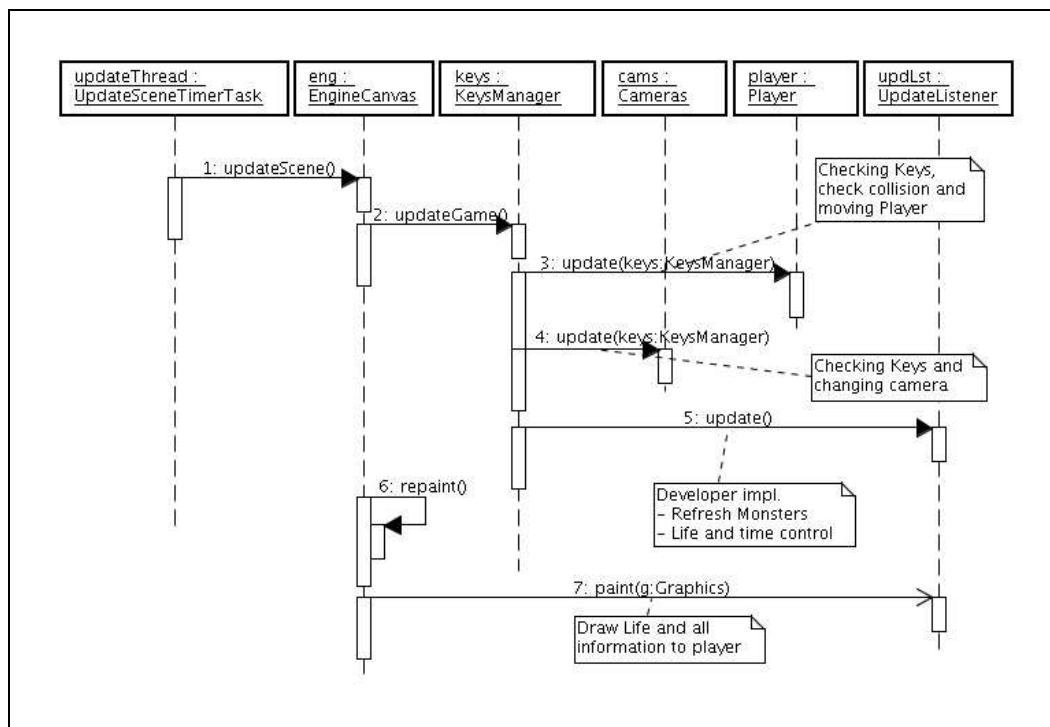 updateThread :
UpdateSceneTimerTask
eng :
EngineCanvas
keys :
KeysManager
cams :
Cameras
player :
Player
updLst :
UpdateListener
1: updateScene()
Checking Keys,
check collision and
moving Player
2: updateGame()
3: update(keys:KeysManager)
4: update(keys:KeysManager)
Checking Keys and
changing camera
5: update()
6: repaint()
Developer impl.
– Refresh Monsters
– Life and time control
7: paint(g:Graphics)
Draw Life and all
information to player